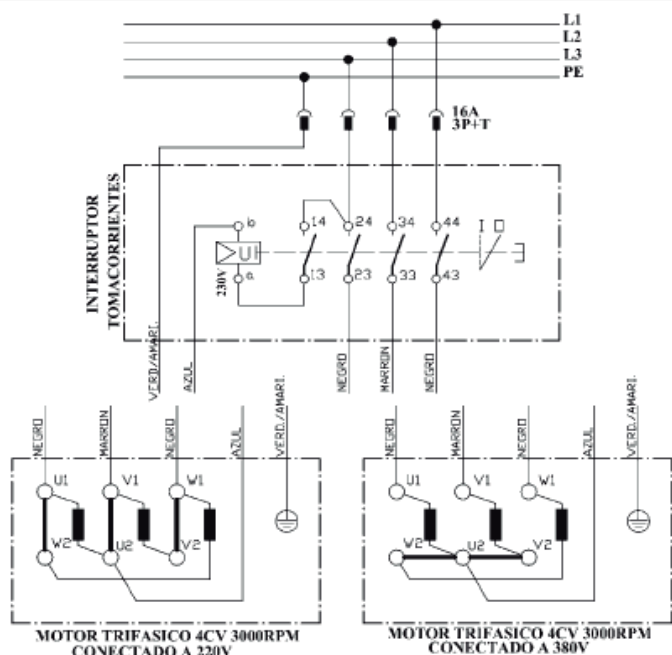 L1
L2
L3
PE
16A
3P+T
INTERRUPTOR
TOMACORRIENTES
b 14 24 34 44 I
U<
230V
a 13 23 33 43
VERD/AMARI.
AZUL
NEGRO
MARRON
NEGRO
NEGRO
MARRON
NEGRO
AZUL
VERD./AMARI.
U1 V1 W1
W2 U2 V2
MOTOR TRIFASICO 4CV 3000RPM
CONECTADO A 220V
NEGRO
MARRON
NEGRO
AZUL
VERD./AMARI.
U1 V1 W1
W2 U2 V2
MOTOR TRIFASICO 4CV 3000RPM
CONECTADO A 380V